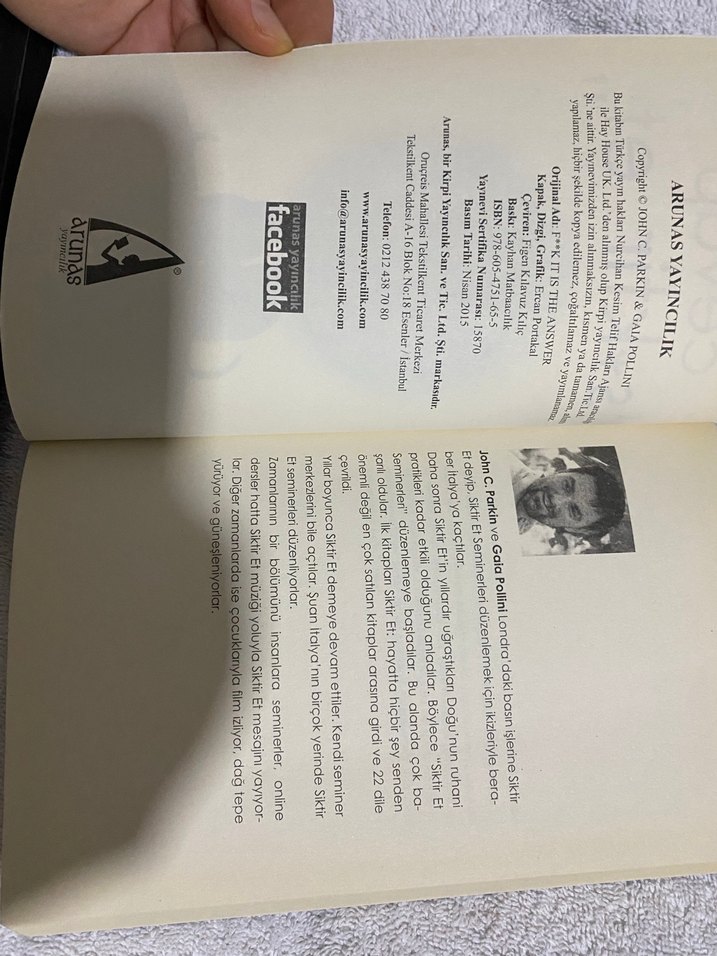 ARUNAS YAYINCILIK
Copyright © JOHN C. PARKIN & GAIA POLLINI
Bu kitabın Türkçe yayın hakları Nurcihan Kesim Telif Hakları Ajansı
ile Hay House UK. Ltd.'den alınmış olup Kirpi yayıncılık San.Tic.Ltd.
Şti.'ne aittir. Yayınevimizden izin alınmaksızın, kısmen ya da tamamen
yapılamaz, hiçbir şekilde kopya edilemez, çoğaltılamaz ve yayımlanamaz.
Orijinal Adı: F**K IT IS THE ANSWER
Kapak, Dizgi, Grafik: Ercan Portakal
Çeviren: Figen Kılavuz Kılıç
Baskı: Kayhan Matbaacılık
ISBN: 978-605-4751-65-5
Yayınevi Sertifika Numarası: 15870
Basım Tarihi: Nisan 2015
Arunas, bir Kirpi Yayıncılık San. ve Tic. Ltd. Şti. markasıdır.
Oruçreis Mahallesi Tekstilkent Ticaret Merkezi
Tekstilkent Caddesi A-16 Blok No:18 Esenler / İstanbul
Telefon: 0212 438 70 80
www.arunasyayincilik.com
info@arunasyayincilik.com
arunas yayıncılık
facebook
®
arunas
yayıncılık
John C. Parkin ve Gaia Pollini Londra'daki basın işlerine Siktir
Et deyip, Siktir Et Seminerleri düzenlemek için ikizleriyle bera-
ber İtalya'ya kaçtılar.
Daha sonra Siktir Et'in yıllardır uğraştıkları Doğu'nun ruhani
pratikleri kadar etkili olduğunu anladılar. Böylece "Siktir Et
Seminerleri" düzenlemeye başladılar. Bu alanda çok ba-
şarılı oldular. İlk kitapları Siktir Et: hayatta hiçbir şey senden
önemli değil en çok satılan kitaplar arasına girdi ve 22 dile
çevrildi.
Yıllar boyunca Siktir Et demeye devam ettiler. Kendi seminer
merkezlerini bile açtılar. Şuan İtalya'nın birçok yerinde Siktir
Et seminerleri düzenliyorlar.
Zamanlarının bir bölümünü insanlara seminerler, online
dersler hatta Siktir Et müziği yoluyla Siktir Et mesajını yayıyor-
lar. Diğer zamanlarda ise çocuklarıyla film izliyor, dağ tepe
yürüyor ve güneşleniyorlar.